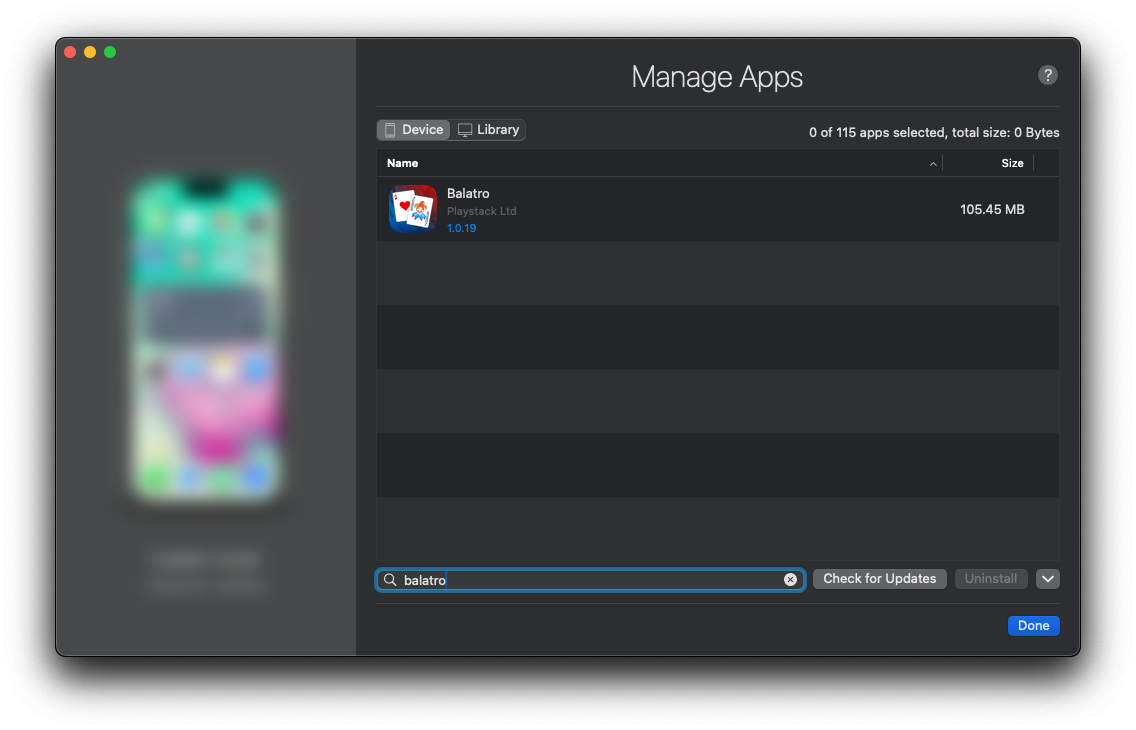 Manage Apps
?
Device
Library
0 of 115 apps selected, total size: 0 Bytes
Name
Size
Balatro
Playstack Ltd
1.0.19
105.45 MB
balatro
Check for Updates
Uninstall
Done